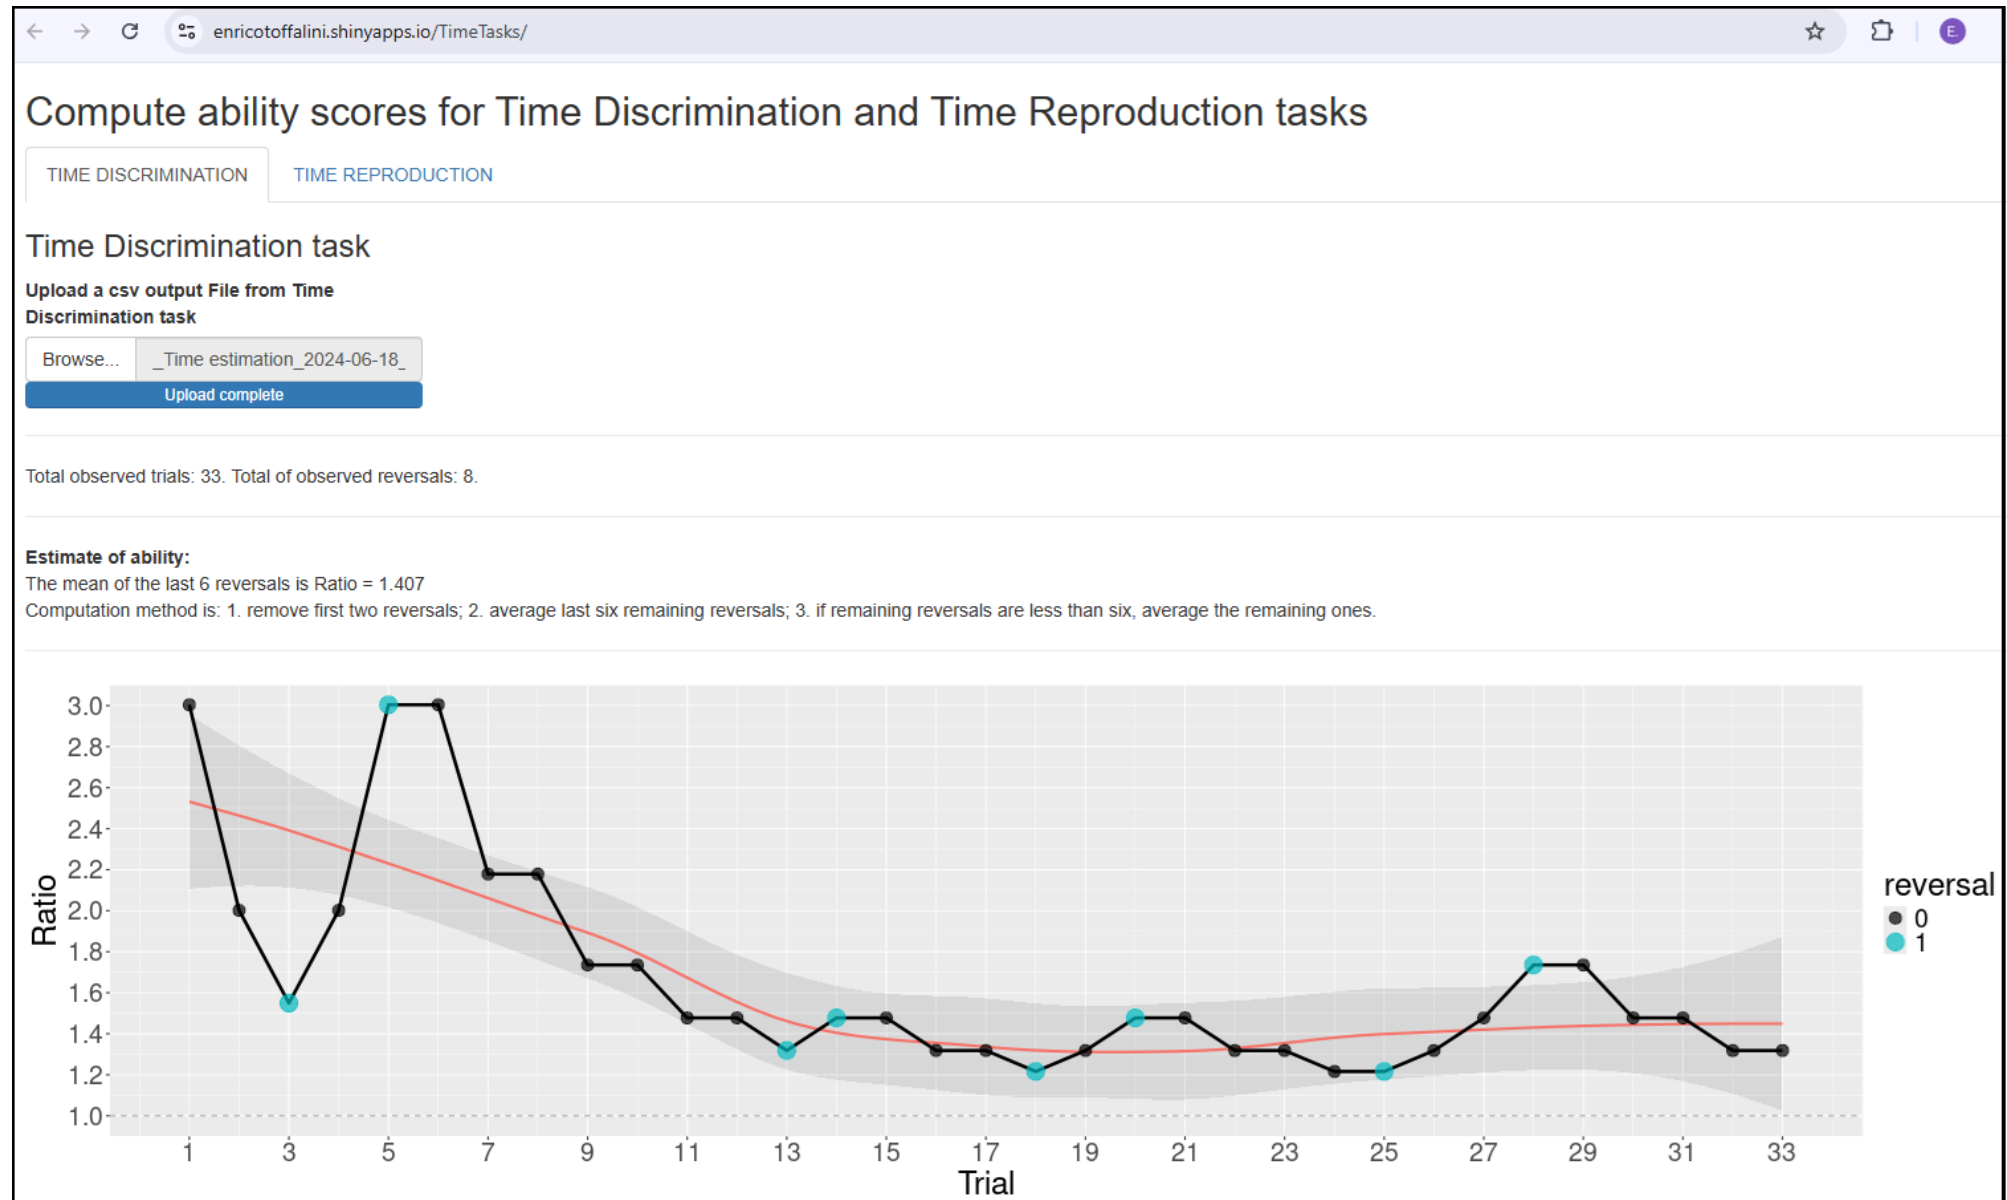 enricotoffalini.shinyapps.io/TimeTasks/
E.
Compute ability scores for Time Discrimination and Time Reproduction tasks
TIME DISCRIMINATION TIME REPRODUCTION
Time Discrimination task
Upload a csv output File from Time
Discrimination task
Browse... _Time estimation_2024-06-18_
Upload complete
Total observed trials: 33. Total of observed reversals: 8.
Estimate of ability:
The mean of the last 6 reversals is Ratio = 1.407
Computation method is: 1. remove first two reversals; 2. average last six remaining reversals; 3. if remaining reversals are less than six, average the remaining ones.
3.0
2.8
2.6
2.4
2.2
2.0
1.8
1.6
1.4
1.2
1.0
Ratio
1 3 5 7 9 11 13 15 17 19 21 23 25 27 29 31 33
Trial
reversal
0
1